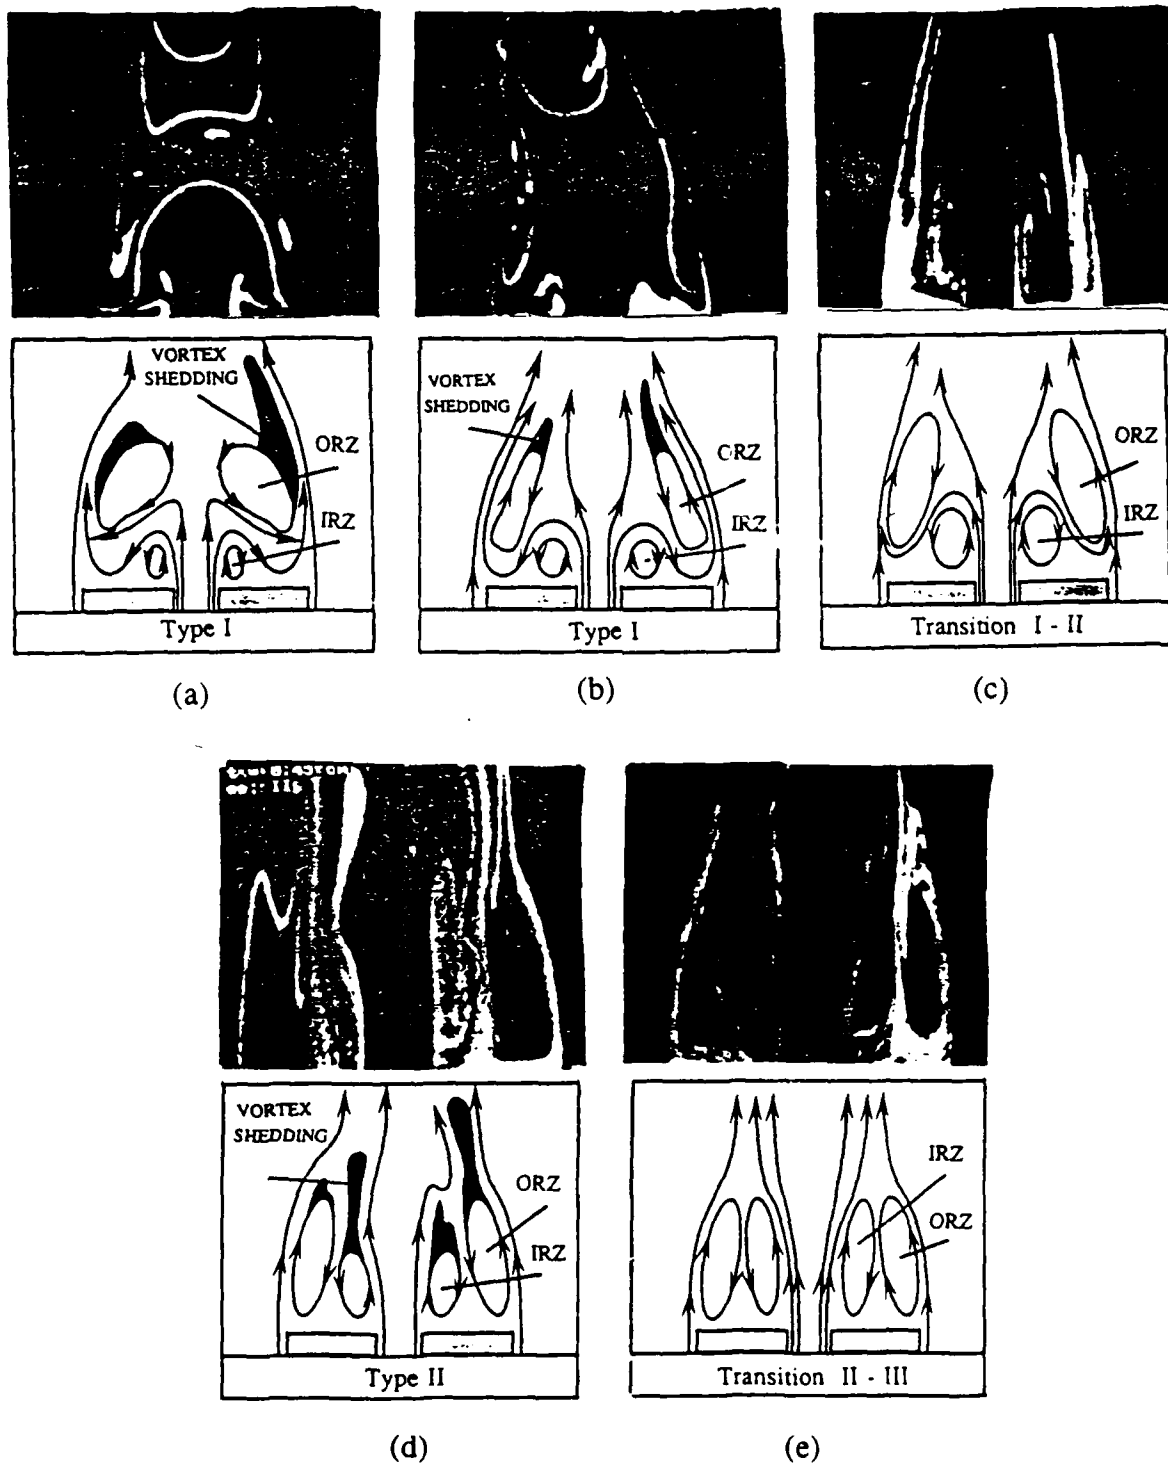 VORTEX
SHEDDING
ORZ
IRZ
Type I
(a)
VORTEX
SHEDDING
ORZ
IRZ
Type I
(b)
ORZ
IRZ
Transition I - II
(c)
VORTEX
SHEDDING
ORZ
IRZ
Type II
(d)
IRZ
ORZ
Transition II - III
(e)